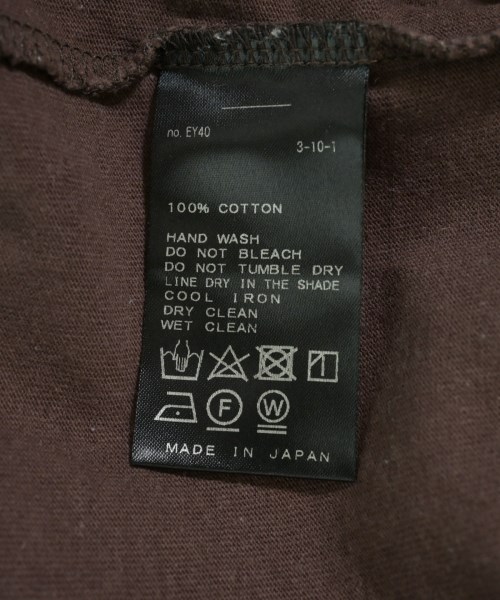 no. EY40
3-10-1
100% COTTON
HAND WASH
DO NOT BLEACH
DO NOT TUMBLE DRY
LINE DRY IN THE SHADE
COOL IRON
DRY CLEAN
WET CLEAN
F W
MADE IN JAPAN